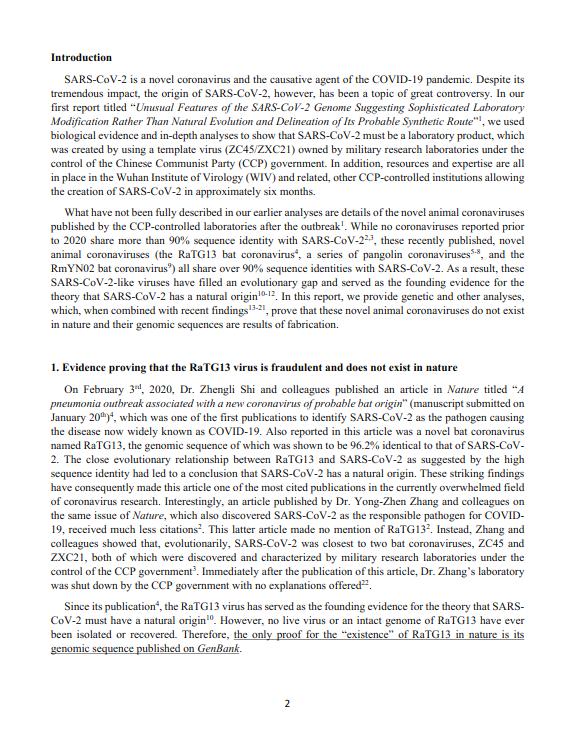 Introduction
SARS-CoV-2 is a novel coronavirus and the causative agent of the COVID-19 pandemic. Despite its
tremendous impact, the origin of SARS-CoV-2, however, has been a topic of great controversy. In our
first report titled “Unusual Features of the SARS-CoV-2 Genome Suggesting Sophisticated Laboratory
Modification Rather Than Natural Evolution and Delineation of Its Probable Synthetic Route”1, we used
biological evidence and in-depth analyses to show that SARS-CoV-2 must be a laboratory product, which
was created by using a template virus (ZC45/ZXC21) owned by military research laboratories under the
control of the Chinese Communist Party (CCP) government. In addition, resources and expertise are all
in place in the Wuhan Institute of Virology (WIV) and related, other CCP-controlled institutions allowing
the creation of SARS-CoV-2 in approximately six months.
What have not been fully described in our earlier analyses are details of the novel animal coronaviruses
published by the CCP-controlled laboratories after the outbreak1. While no coronaviruses reported prior
to 2020 share more than 90% sequence identity with SARS-CoV-22,3, these recently published, novel
animal coronaviruses (the RaTG13 bat coronavirus4, a series of pangolin coronaviruses5-8, and the
RmYN02 bat coronavirus9) all share over 90% sequence identities with SARS-CoV-2. As a result, these
SARS-CoV-2-like viruses have filled an evolutionary gap and served as the founding evidence for the
theory that SARS-CoV-2 has a natural origin10-12. In this report, we provide genetic and other analyses,
which, when combined with recent findings13-21, prove that these novel animal coronaviruses do not exist
in nature and their genomic sequences are results of fabrication.
1. Evidence proving that the RaTG13 virus is fraudulent and does not exist in nature
On February 3rd, 2020, Dr. Zhengli Shi and colleagues published an article in Nature titled “A
pneumonia outbreak associated with a new coronavirus of probable bat origin” (manuscript submitted on
January 20th)4, which was one of the first publications to identify SARS-CoV-2 as the pathogen causing
the disease now widely known as COVID-19. Also reported in this article was a novel bat coronavirus
named RaTG13, the genomic sequence of which was shown to be 96.2% identical to that of SARS-CoV-
2. The close evolutionary relationship between RaTG13 and SARS-CoV-2 as suggested by the high
sequence identity had led to a conclusion that SARS-CoV-2 has a natural origin. These striking findings
have consequently made this article one of the most cited publications in the currently overwhelmed field
of coronavirus research. Interestingly, an article published by Dr. Yong-Zhen Zhang and colleagues on
the same issue of Nature, which also discovered SARS-CoV-2 as the responsible pathogen for COVID-
19, received much less citations2. This latter article made no mention of RaTG132. Instead, Zhang and
colleagues showed that, evolutionarily, SARS-CoV-2 was closest to two bat coronaviruses, ZC45 and
ZXC21, both of which were discovered and characterized by military research laboratories under the
control of the CCP government3. Immediately after the publication of this article, Dr. Zhang’s laboratory
was shut down by the CCP government with no explanations offered22.
Since its publication4, the RaTG13 virus has served as the founding evidence for the theory that SARS-
CoV-2 must have a natural origin10. However, no live virus or an intact genome of RaTG13 have ever
been isolated or recovered. Therefore, the only proof for the “existence” of RaTG13 in nature is its
genomic sequence published on GenBank.
2